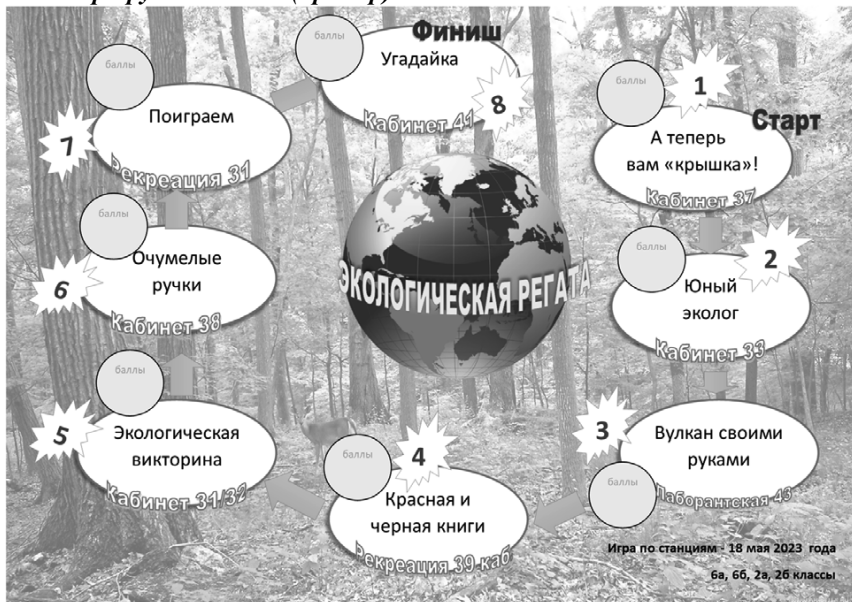 Финиш
баллы
Угадайка
8
Кабинет 41
баллы
1
Старт
А теперь
вам «крышка»!
Кабинет 37
баллы
7
Поиграем
Рекреация 31
баллы
2
Юный
эколог
Кабинет 33
баллы
6
Очумелые
ручки
Кабинет 38
ЭКОЛОГИЧЕСКАЯ РЕГАТА
баллы
5
Экологическая
викторина
Кабинет 31/32
баллы
4
Красная и
черная книги
Рекреация 39 каб
3
Вулкан своими
руками
баллы
Лаборантская 43
Игра по станциям - 18 мая 2023 года
6а, 6б, 2а, 2б классы